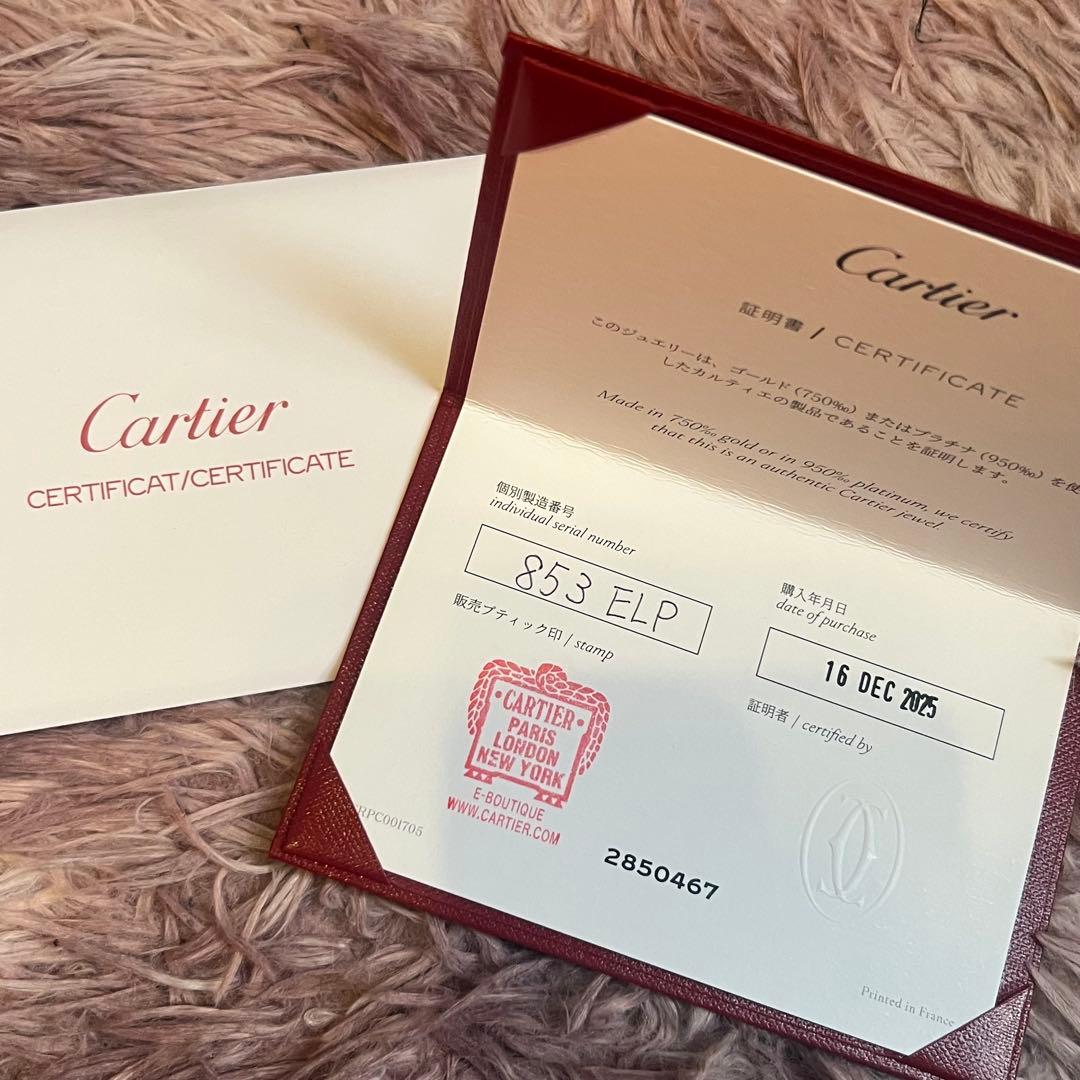 Cartier
CERTIFICAT/CERTIFICATE
Cartier
証明書 / CERTIFICATE
このジュエリーは、ゴールド(750‰)またはプラチナ(950‰)を使
したカルティエの製品であることを証明します。
Made in 750‰ gold or in 950‰ platinum, we certify
that this is an authentic Cartier jewel
個別製造番号
individual serial number
853 ELP
購入年月日
date of purchase
16 DEC 2025
販売ブティック印 / stamp
CARTIER
PARIS
LONDON
NEW YORK
E-BOUTIQUE
WWW.CARTIER.COM
証明者 / certified by
RPC001705
2850467
Printed in France